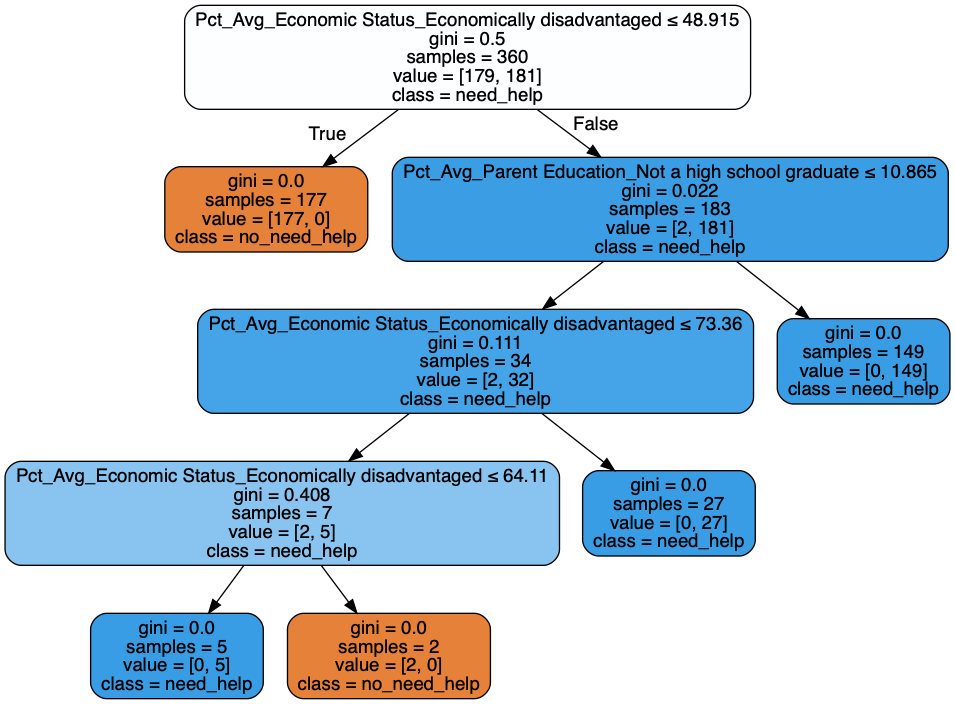 Pct_Avg_Economic Status_Economically disadvantaged ≤ 48.915
gini = 0.5
samples = 360
value = [179, 181]
class = need_help
True
False
gini = 0.0
samples = 177
value = [177, 0]
class = no_need_help
Pct_Avg_Parent Education_Not a high school graduate ≤ 10.865
gini = 0.022
samples = 183
value = [2, 181]
class = need_help
Pct_Avg_Economic Status_Economically disadvantaged ≤ 73.36
gini = 0.111
samples = 34
value = [2, 32]
class = need_help
gini = 0.0
samples = 149
value = [0, 149]
class = need_help
Pct_Avg_Economic Status_Economically disadvantaged ≤ 64.11
gini = 0.408
samples = 7
value = [2, 5]
class = need_help
gini = 0.0
samples = 27
value = [0, 27]
class = need_help
gini = 0.0
samples = 5
value = [0, 5]
class = need_help
gini = 0.0
samples = 2
value = [2, 0]
class = no_need_help